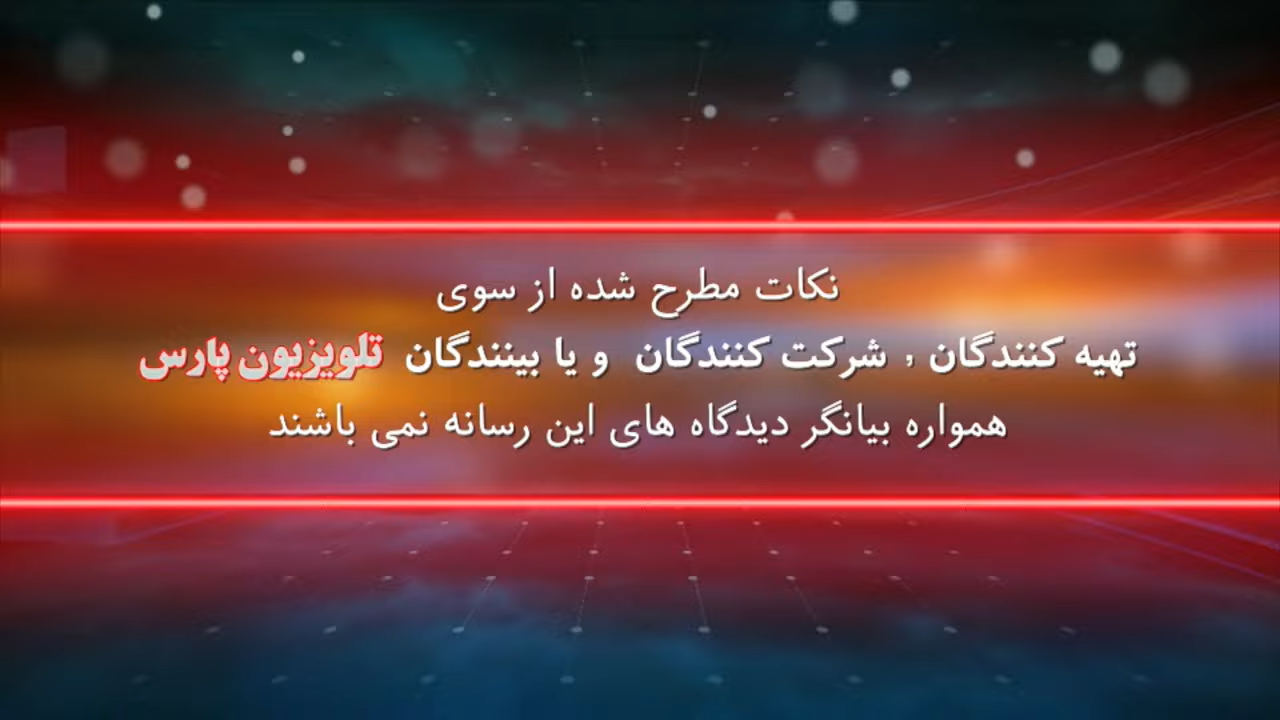 نکات مطرح شده از سوی
تهیه کنندگان , شرکت کنندگان و یا بینندگان تلویزیون پارس
همواره بیانگر دیدگاه های این رسانه نمی باشند